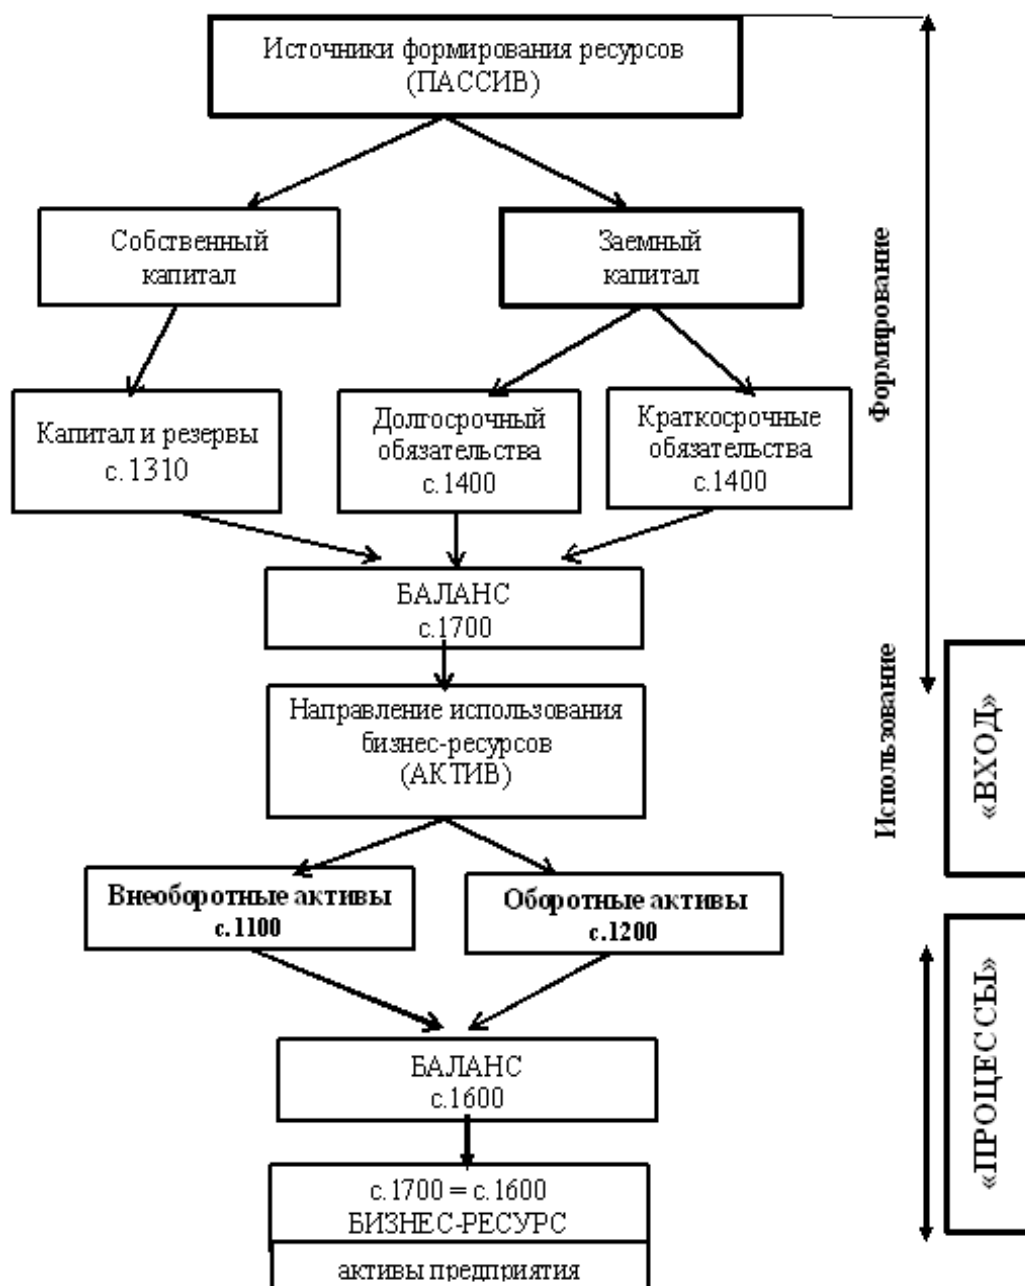 Источники формирования ресурсов
(ПАССИВ)
Собственный
капитал
Заемный
капитал
Формирование
Капитал и резервы
с.1310
Долгосрочный
обязательства
с.1400
Краткосрочные
обязательства
с.1400
БАЛАНС
с.1700
Направление использования
бизнес-ресурсов
(АКТИВ)
Использование
«ВХОД»
Внеоборотные активы
с.1100
Оборотные активы
с.1200
«ПРОЦЕССЫ»
БАЛАНС
с.1600
с.1700 = с.1600
БИЗНЕС-РЕСУРС
активы предприятия